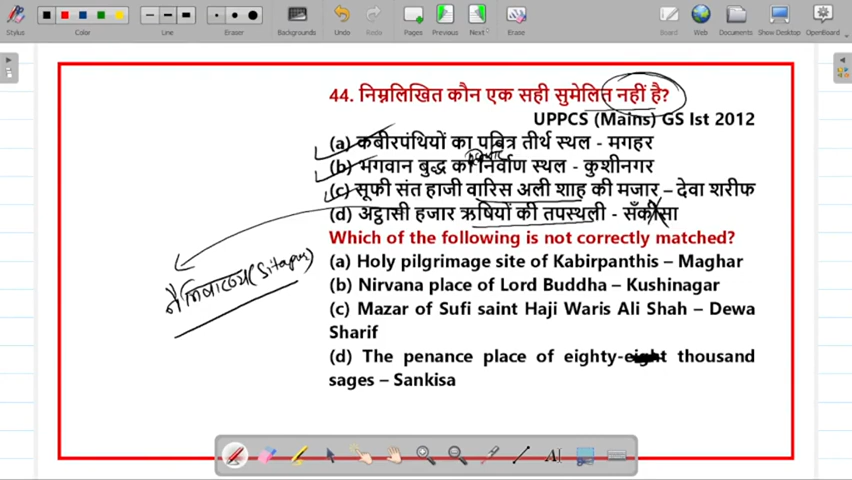 Stylus
Color
Line
Eraser
Backgrounds
Undo
Redo
Pages
Previous
Next
Erase
Board
Web
Documents
Show Desktop
OpenBoard
44. निम्नलिखित कौन एक सही सुमेलित नहीं है?
UPPCS (Mains) GS Ist 2012
(a) कबीरपंथियों का पवित्र तीर्थ स्थल - मगहर
(b) भगवान बुद्ध का निर्वाण स्थल - कुशीनगर
(c) सूफी संत हाजी वारिस अली शाह की मजार – देवा शरीफ
(d) अट्ठासी हजार ऋषियों की तपस्थली - सँकीसा
Which of the following is not correctly matched?
(a) Holy pilgrimage site of Kabirpanthis – Maghar
(b) Nirvana place of Lord Buddha – Kushinagar
(c) Mazar of Sufi saint Haji Waris Ali Shah – Dewa
Sharif
(d) The penance place of eighty-eight thousand
sages – Sankisa
(Sitapur)